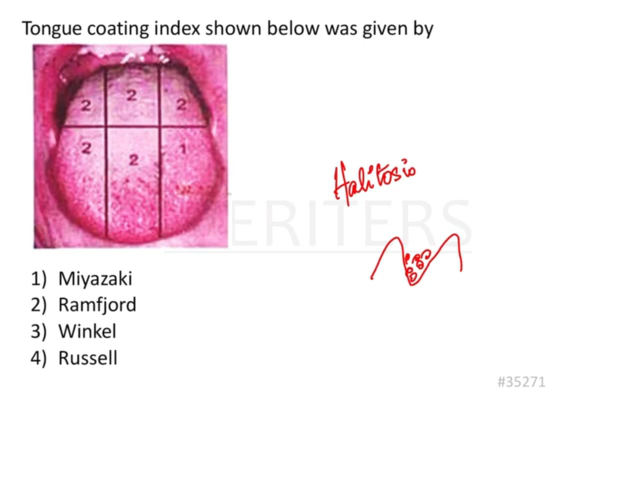 Tongue coating index shown below was given by
2 2 2
2 2 1
Halitosis
ERITERS
1) Miyazaki
2) Ramfjord
3) Winkel
4) Russell
#35271